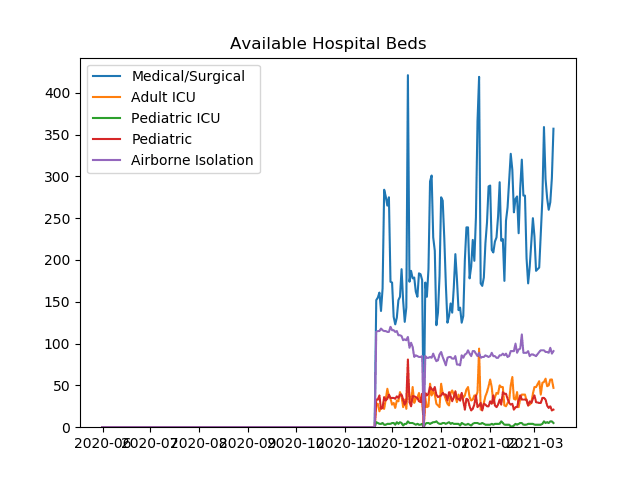 Available Hospital Beds
Medical/Surgical
Adult ICU
Pediatric ICU
Pediatric
Airborne Isolation
400
350
300
250
200
150
100
50
0
2020-06 2020-07 2020-08 2020-09 2020-10 2020-11 2020-12 2021-01 2021-02 2021-03